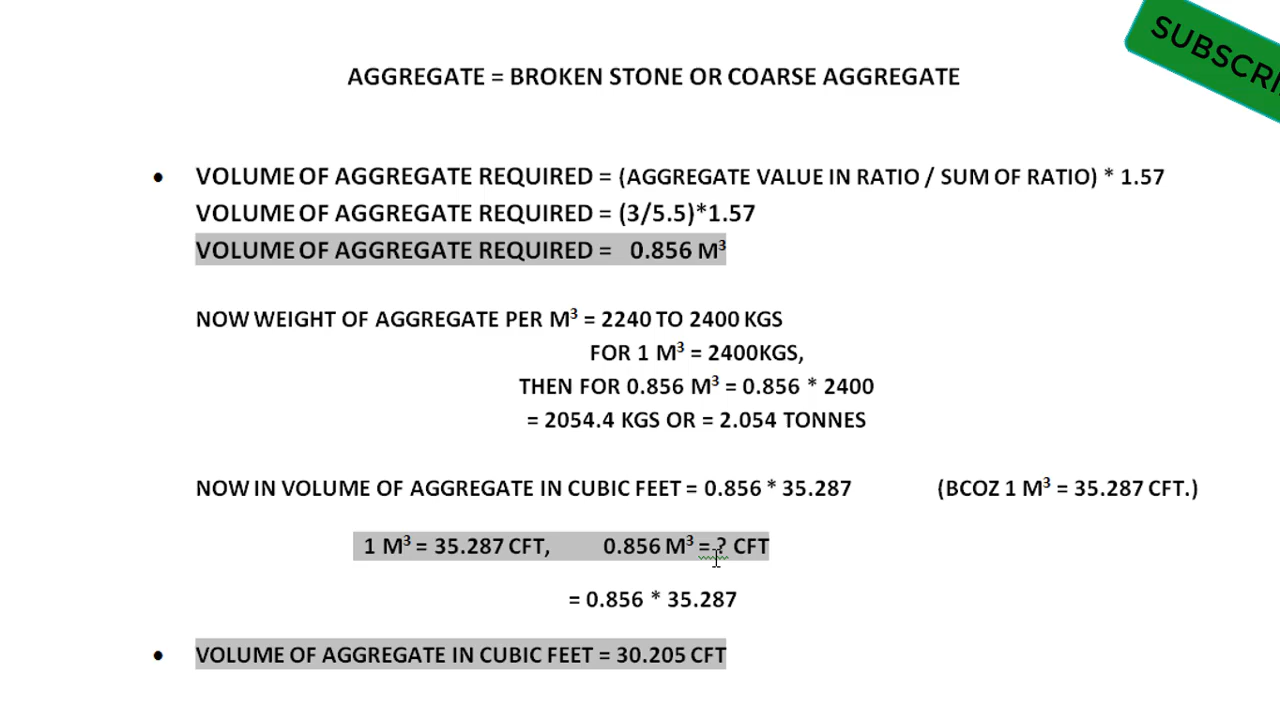 SUBSCRI
AGGREGATE = BROKEN STONE OR COARSE AGGREGATE
• VOLUME OF AGGREGATE REQUIRED = (AGGREGATE VALUE IN RATIO / SUM OF RATIO) * 1.57
VOLUME OF AGGREGATE REQUIRED = (3/5.5)*1.57
VOLUME OF AGGREGATE REQUIRED = 0.856 M³
NOW WEIGHT OF AGGREGATE PER M³ = 2240 TO 2400 KGS
FOR 1 M³ = 2400KGS,
THEN FOR 0.856 M³ = 0.856 * 2400
= 2054.4 KGS OR = 2.054 TONNES
NOW IN VOLUME OF AGGREGATE IN CUBIC FEET = 0.856 * 35.287 (BCOZ 1 M³ = 35.287 CFT.)
1 M³ = 35.287 CFT, 0.856 M³ = ? CFT
= 0.856 * 35.287
• VOLUME OF AGGREGATE IN CUBIC FEET = 30.205 CFT